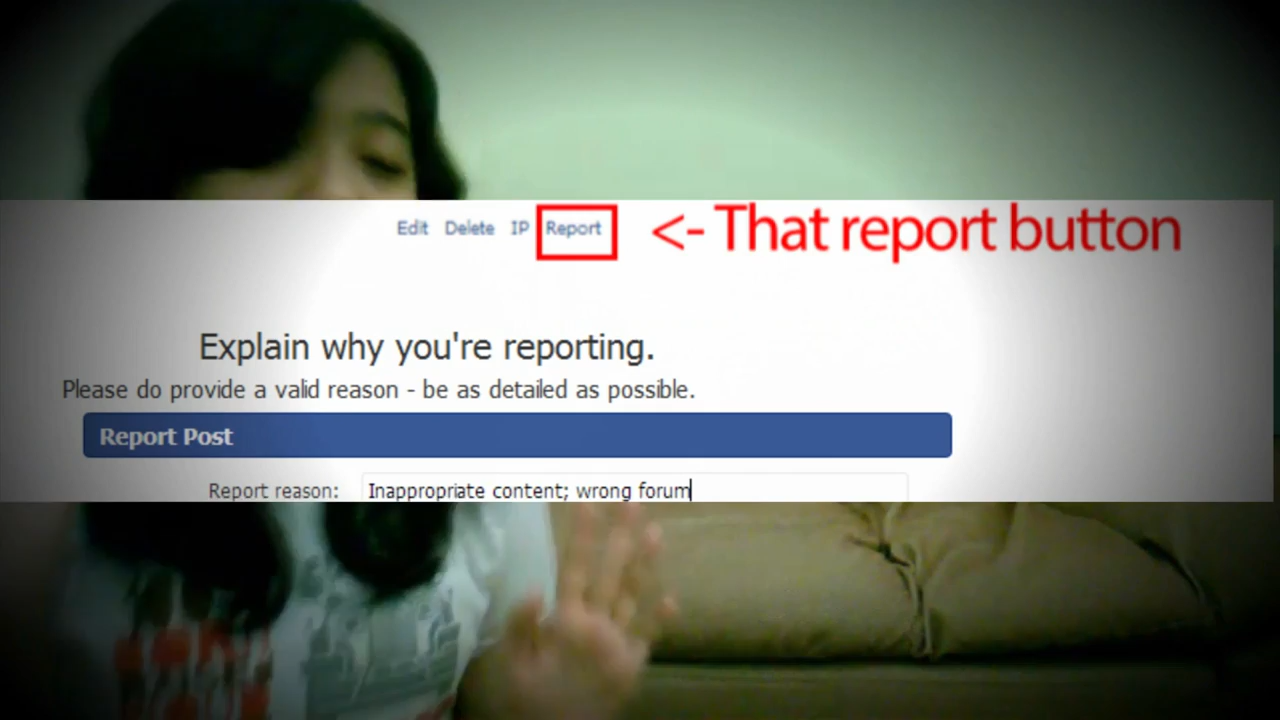 Edit Delete IP Report <- That report button
Explain why you're reporting.
Please do provide a valid reason - be as detailed as possible.
Report Post
Report reason: Inappropriate content; wrong forum